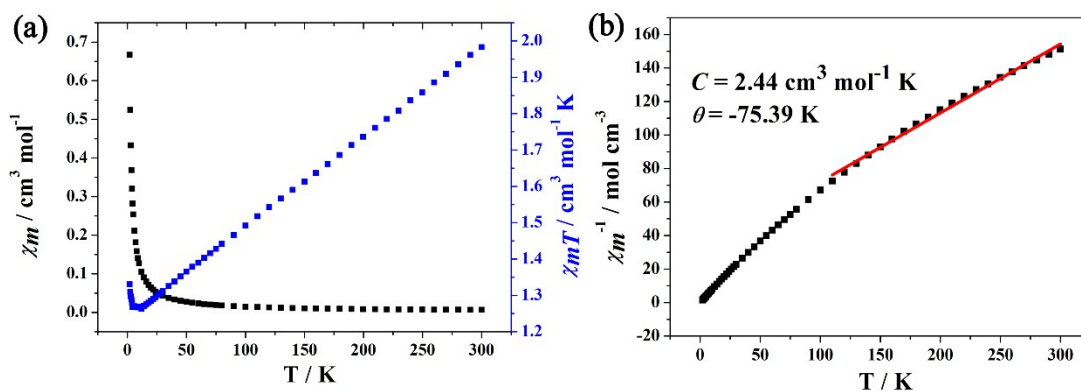 (a)
0.7
0.6
0.5
0.4
0.3
0.2
0.1
0.0
χm / cm³ mol⁻¹
2.0
1.9
1.8
1.7
1.6
1.5
1.4
1.3
1.2
χmT / cm³ mol⁻¹ K
0 50 100 150 200 250 300
T / K
(b)
160
140
120
100
80
60
40
20
0
-20
χm⁻¹ / mol cm⁻³
C = 2.44 cm³ mol⁻¹ K
θ = -75.39 K
0 50 100 150 200 250 300
T / K